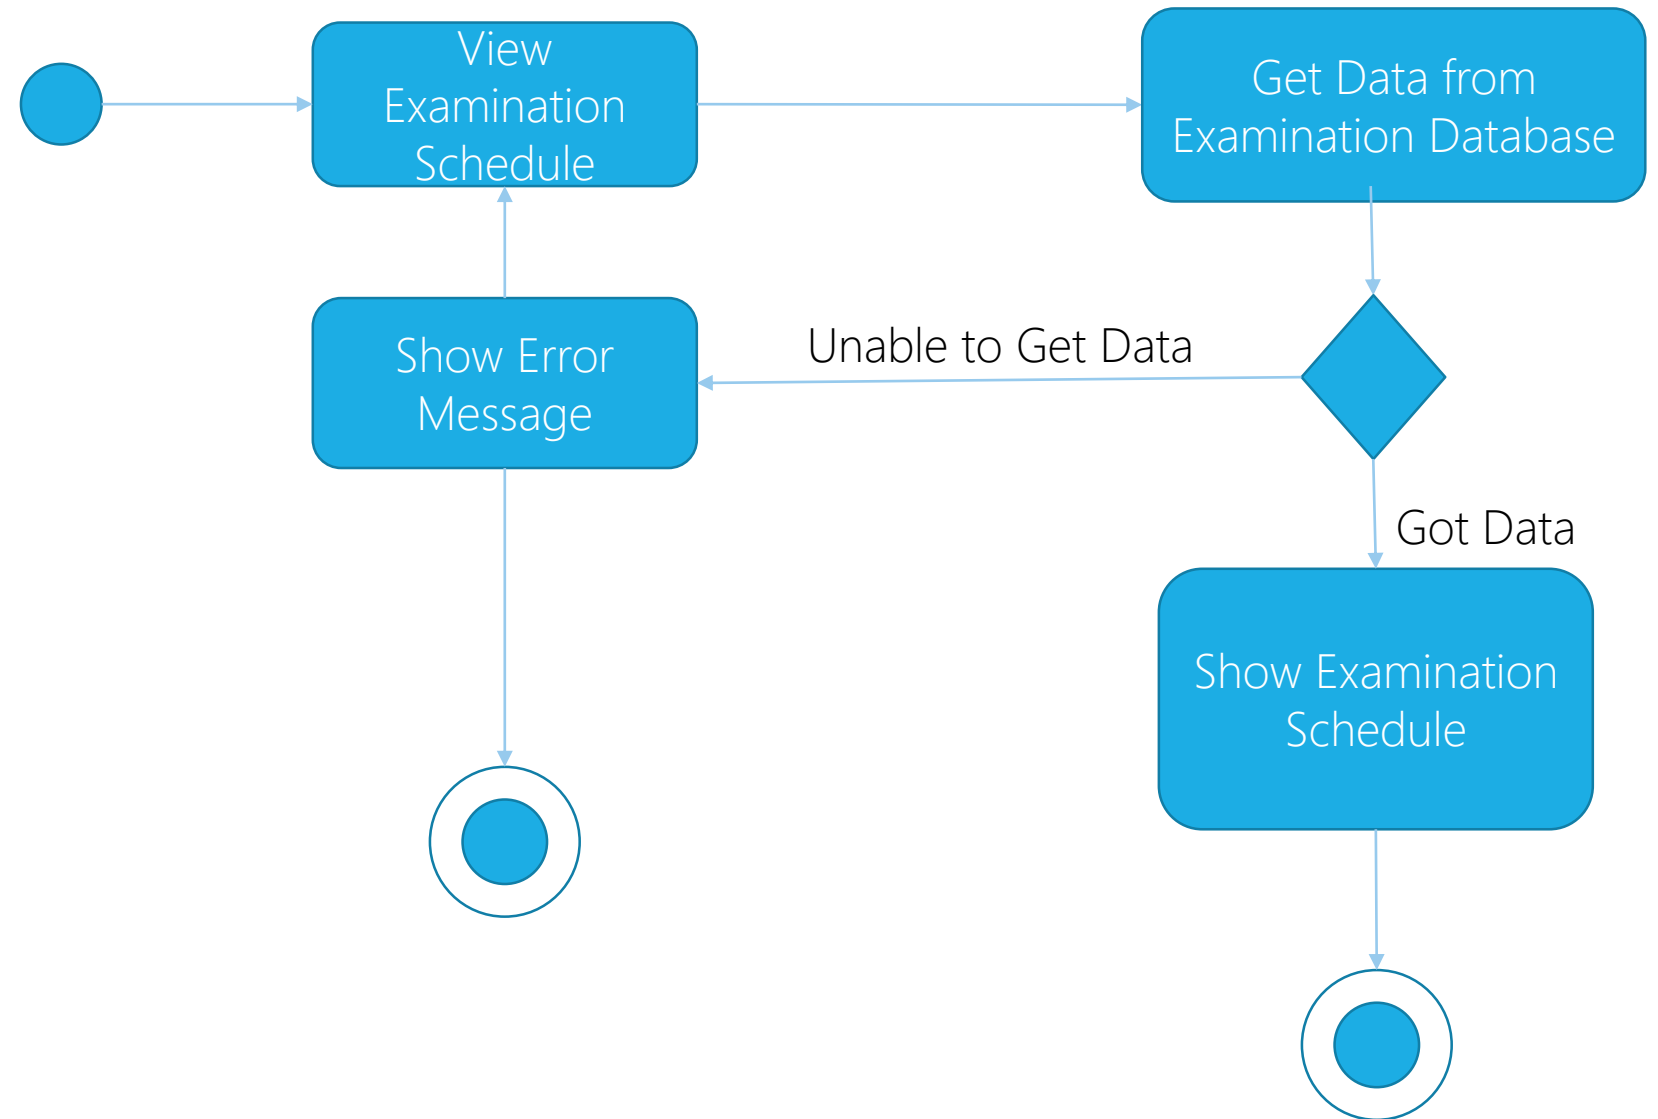 View
Examination
Schedule
Get Data from
Examination Database
Show Error
Message
Unable to Get Data
Got Data
Show Examination
Schedule